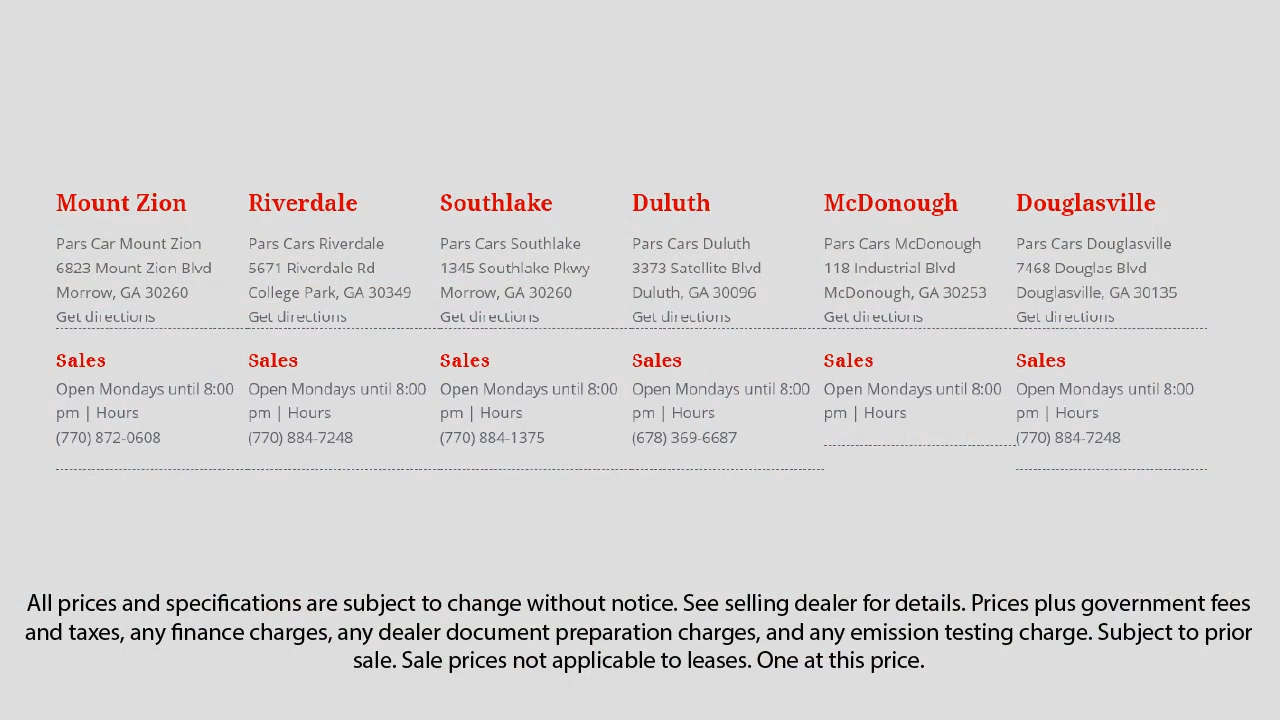 Mount Zion
Pars Car Mount Zion
6823 Mount Zion Blvd
Morrow, GA 30260
Get directions
Sales
Open Mondays until 8:00
pm | Hours
(770) 872-0608
Riverdale
Pars Cars Riverdale
5671 Riverdale Rd
College Park, GA 30349
Get directions
Sales
Open Mondays until 8:00
pm | Hours
(770) 884-7248
Southlake
Pars Cars Southlake
1345 Southlake Pkwy
Morrow, GA 30260
Get directions
Sales
Open Mondays until 8:00
pm | Hours
(770) 884-1375
Duluth
Pars Cars Duluth
3373 Satellite Blvd
Duluth, GA 30096
Get directions
Sales
Open Mondays until 8:00
pm | Hours
(678) 369-6687
McDonough
Pars Cars McDonough
118 Industrial Blvd
McDonough, GA 30253
Get directions
Sales
Open Mondays until 8:00
pm | Hours
Douglasville
Pars Cars Douglasville
7468 Douglas Blvd
Douglasville, GA 30135
Get directions
Sales
Open Mondays until 8:00
pm | Hours
(770) 884-7248
All prices and specifications are subject to change without notice. See selling dealer for details. Prices plus government fees
and taxes, any finance charges, any dealer document preparation charges, and any emission testing charge. Subject to prior
sale. Sale prices not applicable to leases. One at this price.